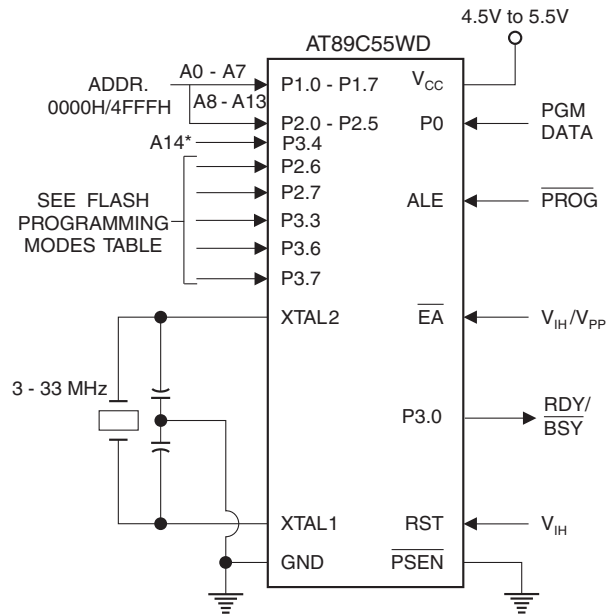 4.5V to 5.5V
AT89C55WD
ADDR.
0000H/4FFFH
A0 - A7
A8 - A13
A14*
SEE FLASH
PROGRAMMING
MODES TABLE
3 - 33 MHz
P1.0 - P1.7
P2.0 - P2.5
P3.4
P2.6
P2.7
P3.3
P3.6
P3.7
XTAL2
XTAL1
GND
VCC
P0
ALE
EA
P3.0
RST
PSEN
PGM
DATA
PROG
VIH/VPP
RDY/
BSY
VIH